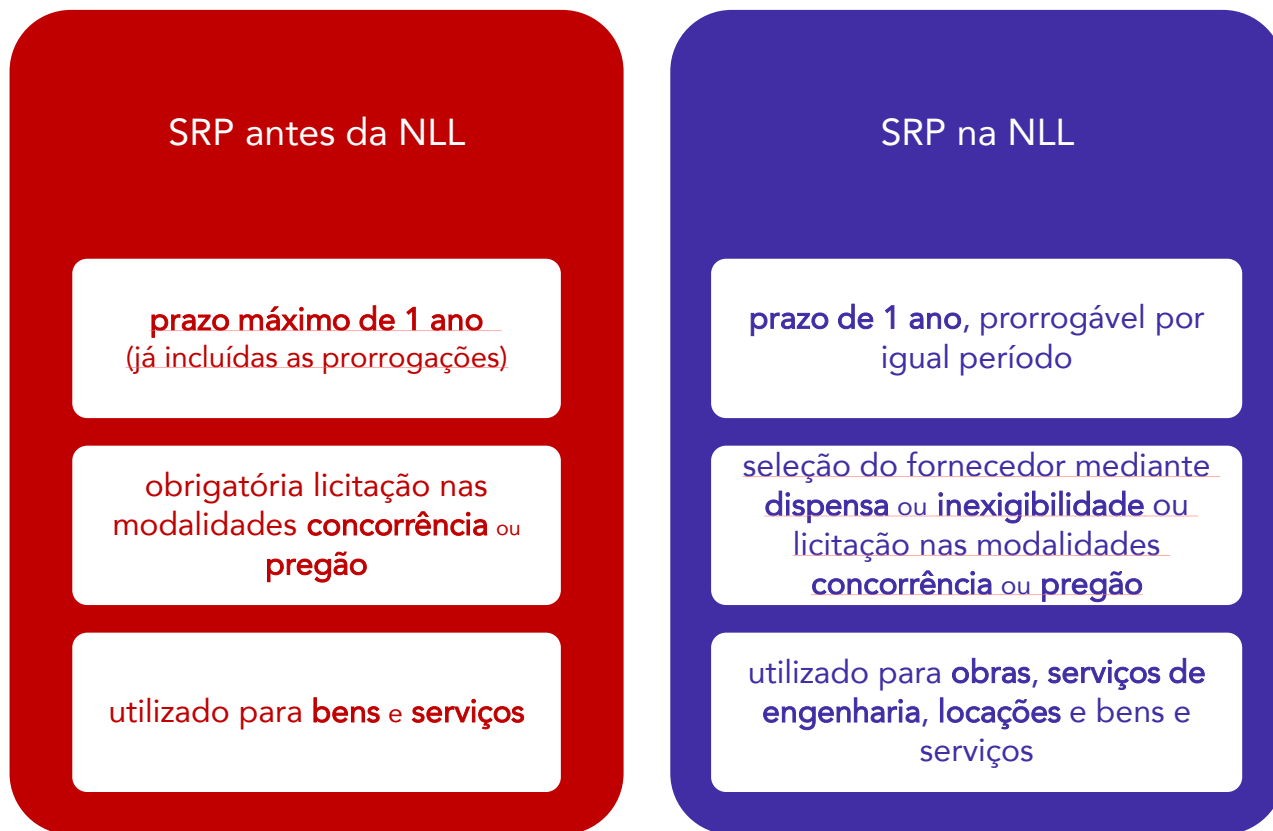 SRP antes da NLL
prazo máximo de 1 ano
(já incluídas as prorrogações)
obrigatória licitação nas
modalidades concorrência ou
pregão
utilizado para bens e serviços
SRP na NLL
prazo de 1 ano, prorrogável por
igual período
seleção do fornecedor mediante
dispensa ou inexigibilidade ou
licitação nas modalidades
concorrência ou pregão
utilizado para obras, serviços de
engenharia, locações e bens e
serviços